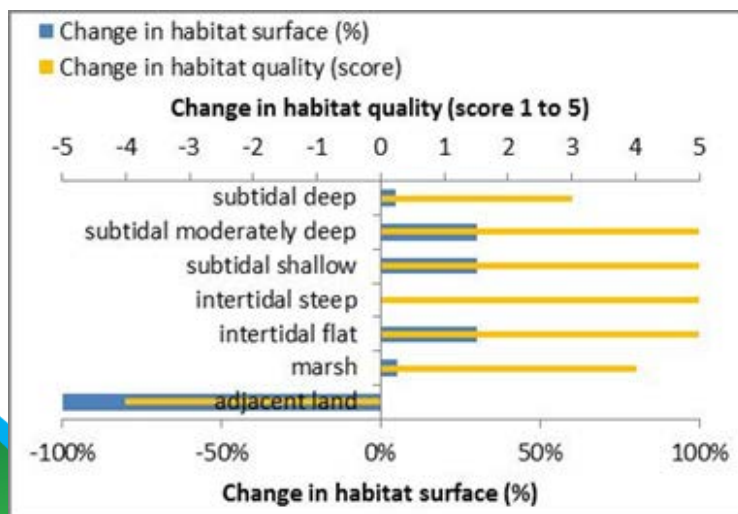 Change in habitat surface (%)
Change in habitat quality (score)
Change in habitat quality (score 1 to 5)
-5 -4 -3 -2 -1 0 1 2 3 4 5
subtidal deep
subtidal moderately deep
subtidal shallow
intertidal steep
intertidal flat
marsh
adjacent land
-100% -50% 0% 50% 100%
Change in habitat surface (%)